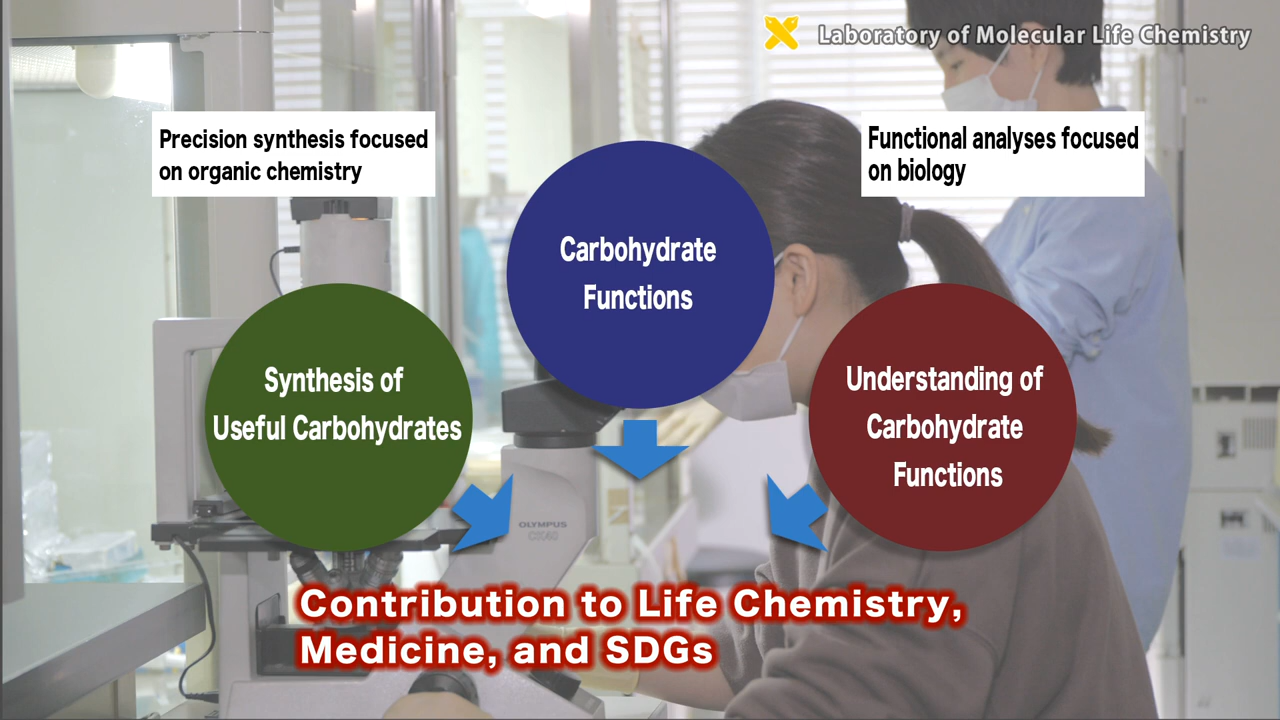 Laboratory of Molecular Life Chemistry
Precision synthesis focused
on organic chemistry
Functional analyses focused
on biology
Carbohydrate
Functions
Synthesis of
Useful Carbohydrates
Understanding of
Carbohydrate
Functions
OLYMPUS
Contribution to Life Chemistry,
Medicine, and SDGs